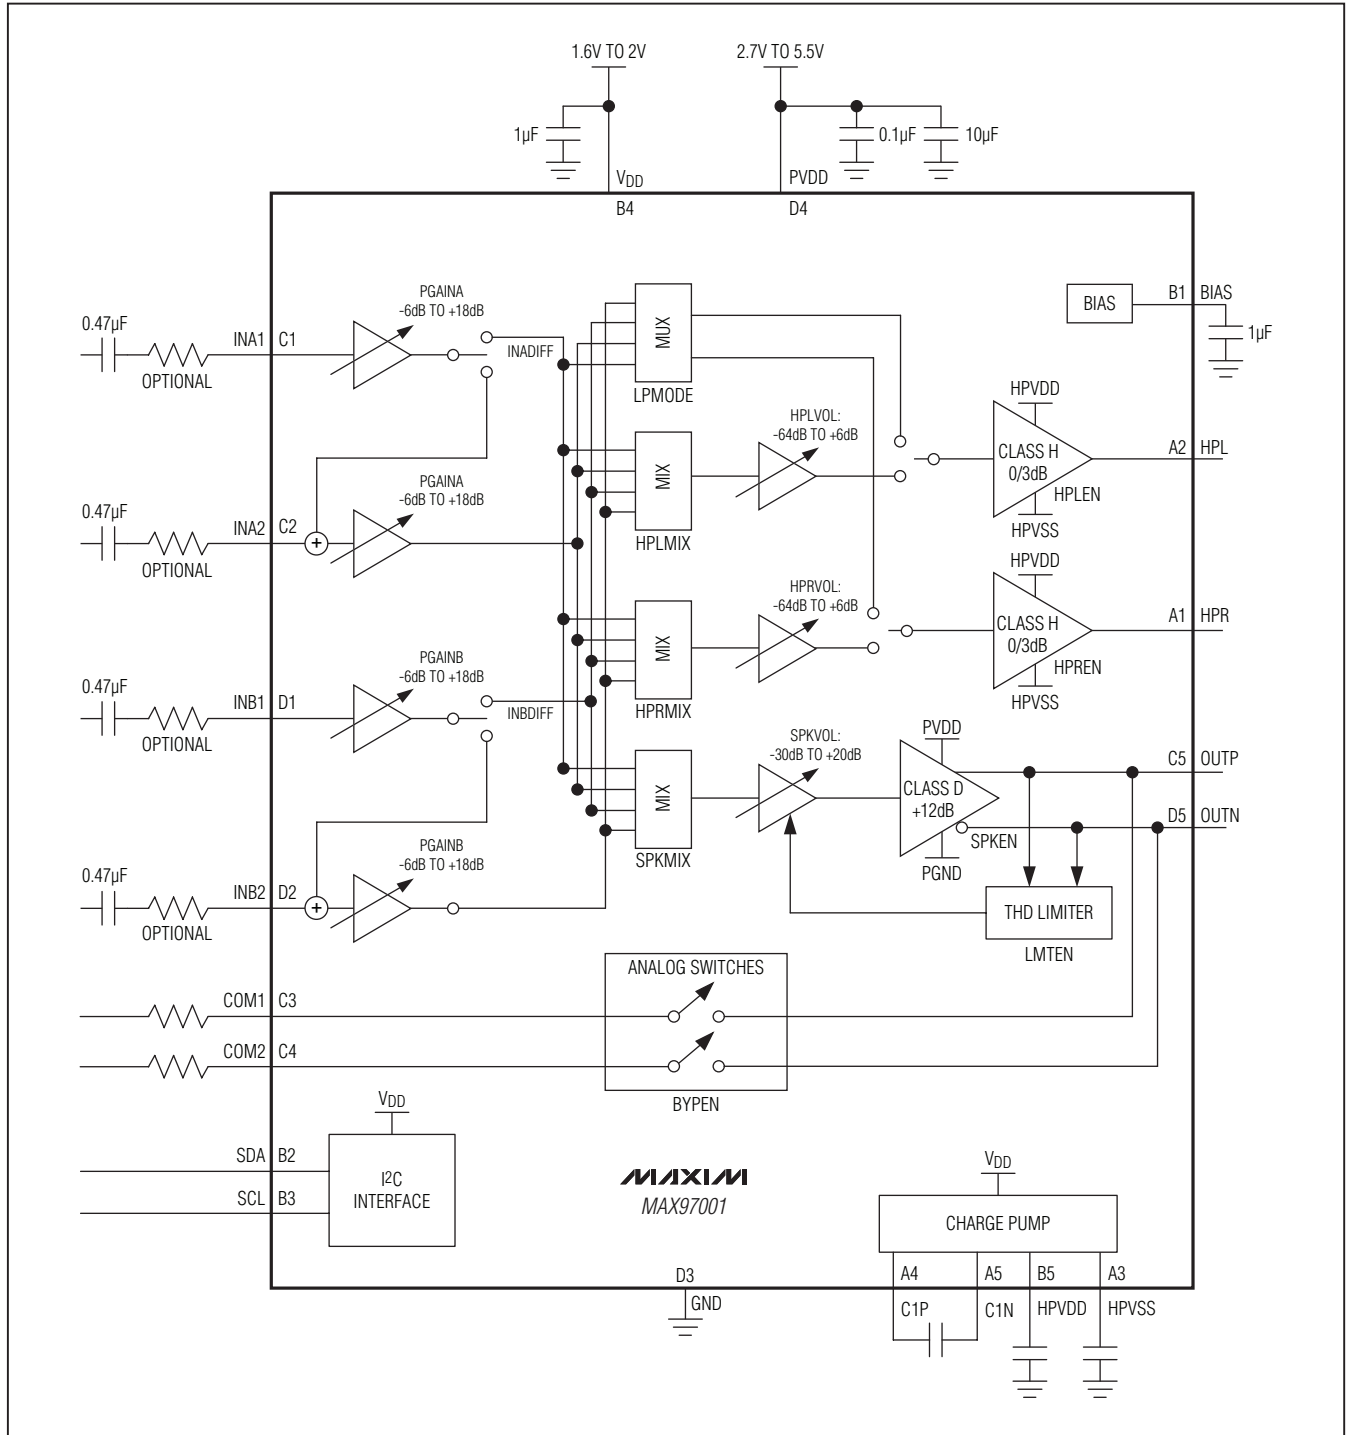 1.6V TO 2V
2.7V TO 5.5V
1µF
0.1µF
10µF
VDD
PVDD
B4
D4
PGAINA
-6dB TO +18dB
0.47µF
INA1
C1
OPTIONAL
INADIFF
MUX
LPMODE
BIAS
B1
BIAS
1µF
HPLVOL:
-64dB TO +6dB
HPVDD
CLASS H
0/3dB
HPLEN
HPVSS
A2
HPL
PGAINA
-6dB TO +18dB
0.47µF
INA2
C2
+
OPTIONAL
MIX
HPLMIX
HPRVOL:
-64dB TO +6dB
HPVDD
CLASS H
0/3dB
HPREN
HPVSS
A1
HPR
PGAINB
-6dB TO +18dB
0.47µF
INB1
D1
OPTIONAL
INBDIFF
MIX
HPRMIX
SPKVOL:
-30dB TO +20dB
PVDD
CLASS D
+12dB
SPKEN
PGND
C5
OUTP
D5
OUTN
PGAINB
-6dB TO +18dB
0.47µF
INB2
D2
+
OPTIONAL
MIX
SPKMIX
THD LIMITER
LMTEN
ANALOG SWITCHES
COM1
C3
COM2
C4
BYPEN
VDD
SDA
B2
SCL
B3
I2C
INTERFACE
MAXIM
MAX97001
VDD
CHARGE PUMP
D3
GND
A4
A5
B5
A3
C1P
C1N
HPVDD
HPVSS